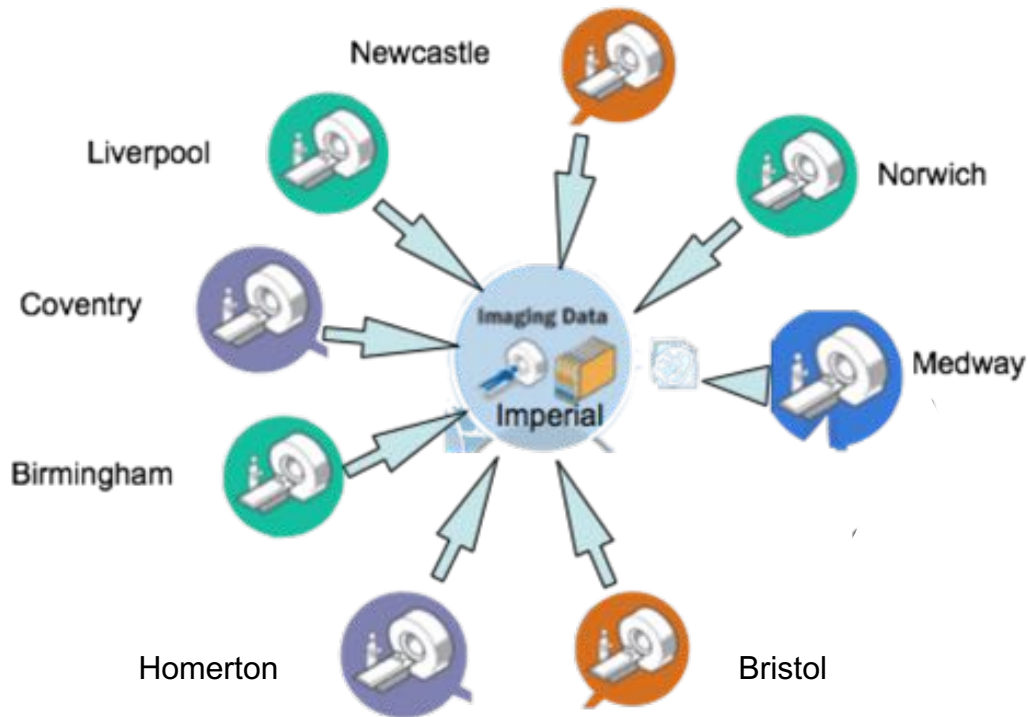 Newcastle
Liverpool
Norwich
Coventry
Imaging Data
Medway
Imperial
Birmingham
Homerton
Bristol